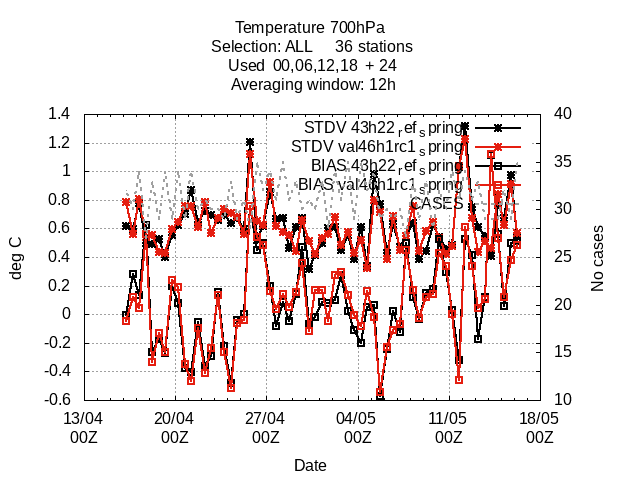 Temperature 700hPa
Selection: ALL 36 stations
Used 00,06,12,18 + 24
Averaging window: 12h
STDV 43h22_ref_spring
STDV val46h1rc1_spring
BIAS 43h22_ref_spring
BIAS val46h1rc1_spring
CASES
deg C
1.4
1.2
1
0.8
0.6
0.4
0.2
0
-0.2
-0.4
-0.6
No cases
40
35
30
25
20
15
10
13/04 20/04 27/04 04/05 11/05 18/05
00Z 00Z 00Z 00Z 00Z 00Z
Date